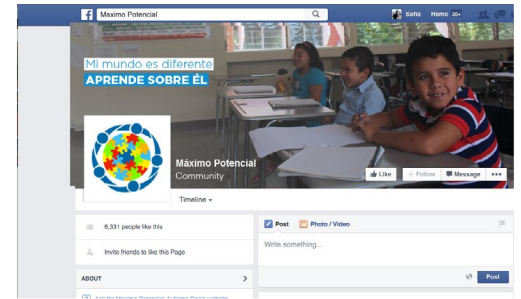 Maximo Potencial
Sofia Home 20+
Mi mundo es diferente
APRENDE SOBRE ÉL
Máximo Potencial
Community
Like Follow Message
Timeline
6,331 people like this
Invite friends to like this Page
ABOUT
Post Photo / Video
Write something...
Post